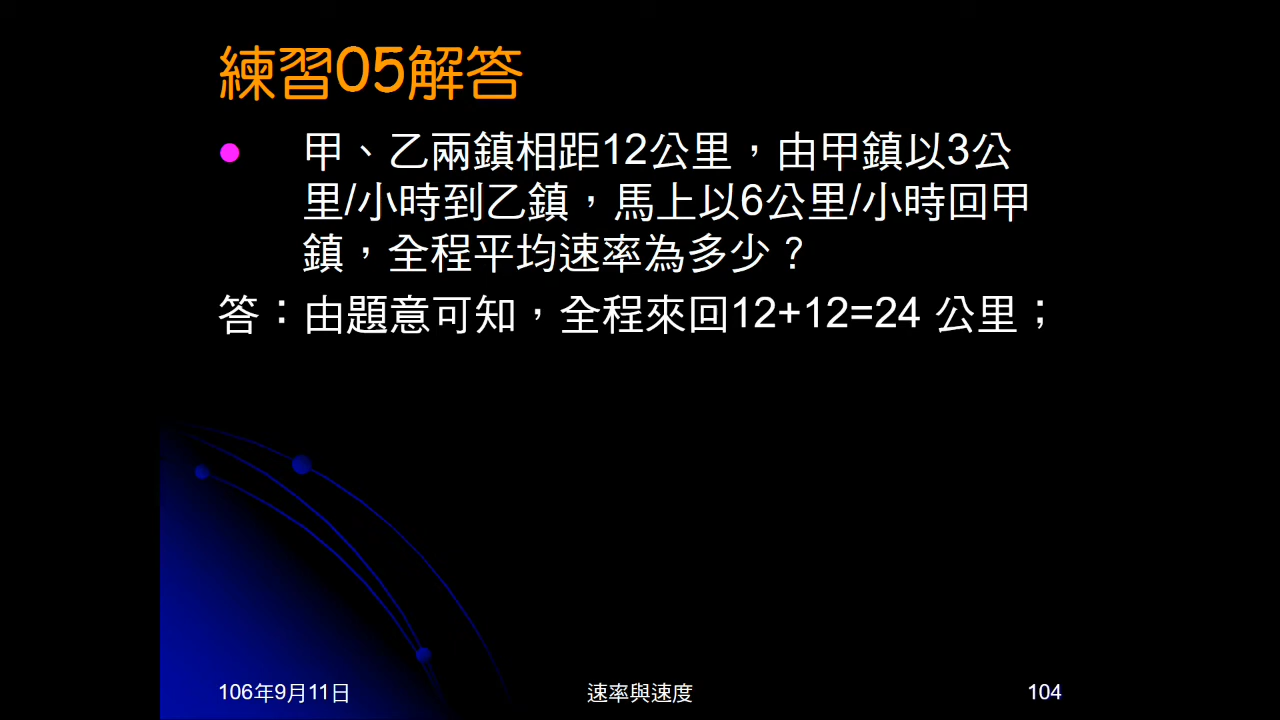 練習05解答
甲、乙兩鎮相距12公里，由甲鎮以3公
里/小時到乙鎮，馬上以6公里/小時回甲
鎮，全程平均速率為多少？
答：由題意可知，全程來回12+12=24 公里；
106年9月11日
速率與速度
104